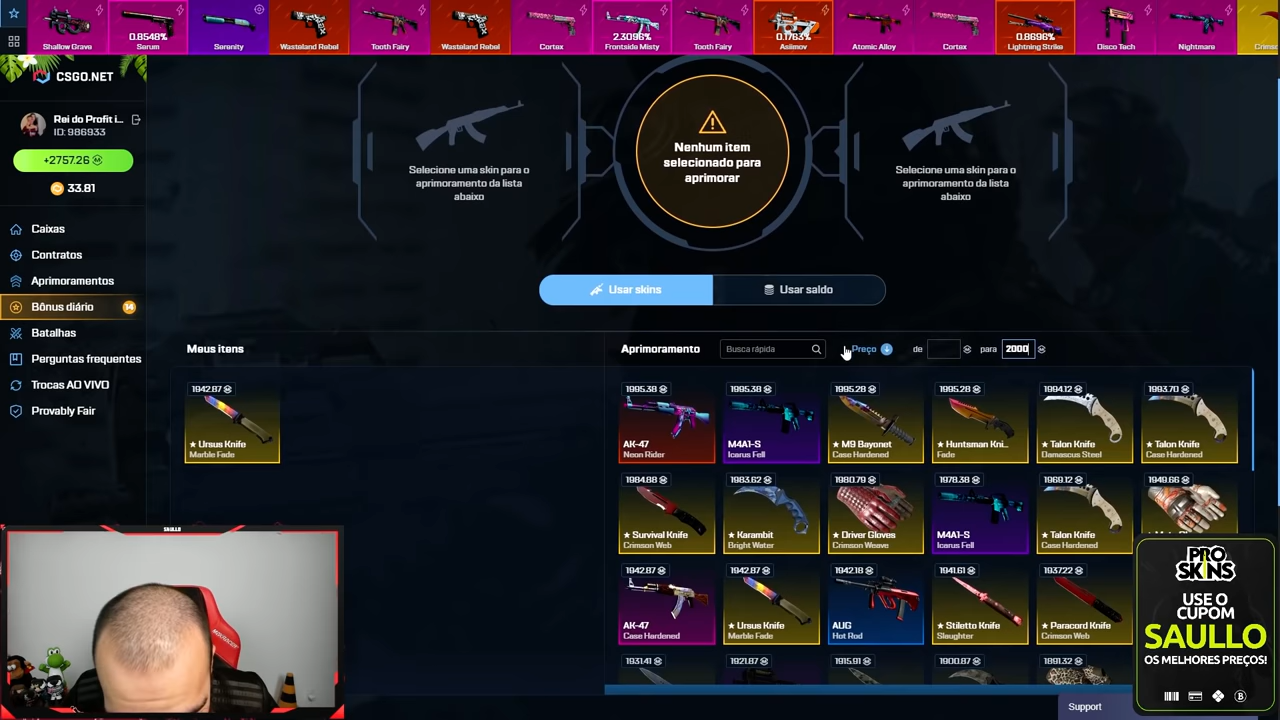 Shallow Grave
0.8548%
Serum
Serenity
Wasteland Rebel
Tooth Fairy
Wasteland Rebel
Cortex
2.3096%
Frontside Misty
Tooth Fairy
0.1763%
Asiimov
Atomic Alloy
Cortex
0.8696%
Lightning Strike
Disco Tech
Nightmare
CSGO.NET
Rei do Profit i...
ID: 986933
+2757.26
33.81
Caixas
Contratos
Aprimoramentos
Bônus diário
14
Batalhas
Perguntas frequentes
Trocas AO VIVO
Provably Fair
Selecione uma skin para o
aprimoramento da lista
abaixo
Nenhum item
selecionado para
aprimorar
Selecione uma skin para o
aprimoramento da lista
abaixo
Usar skins
Usar saldo
Meus itens
1942.87
★ Ursus Knife
Marble Fade
Aprimoramento
Busca rápida
Preço
de
para
2000
1995.38
AK-47
Neon Rider
1995.38
M4A1-S
Icarus Fell
1995.28
★ M9 Bayonet
Case Hardened
1995.28
★ Huntsman Kni...
Fade
1994.12
★ Talon Knife
Damascus Steel
1993.70
★ Talon Knife
Case Hardened
1984.88
★ Survival Knife
Crimson Web
1983.62
★ Karambit
Bright Water
1980.79
★ Driver Gloves
Crimson Weave
1978.38
M4A1-S
Icarus Fell
1969.12
★ Talon Knife
Case Hardened
1949.66
1942.87
AK-47
Case Hardened
1942.87
★ Ursus Knife
Marble Fade
1942.18
AUG
Hot Rod
1941.61
★ Stiletto Knife
Slaughter
1937.22
★ Paracord Knife
Crimson Web
1931.41
1921.87
1915.91
1900.87
1891.32
SAULLO
PRO
SKINS
USE O
CUPOM
SAULLO
OS MELHORES PREÇOS!
Support